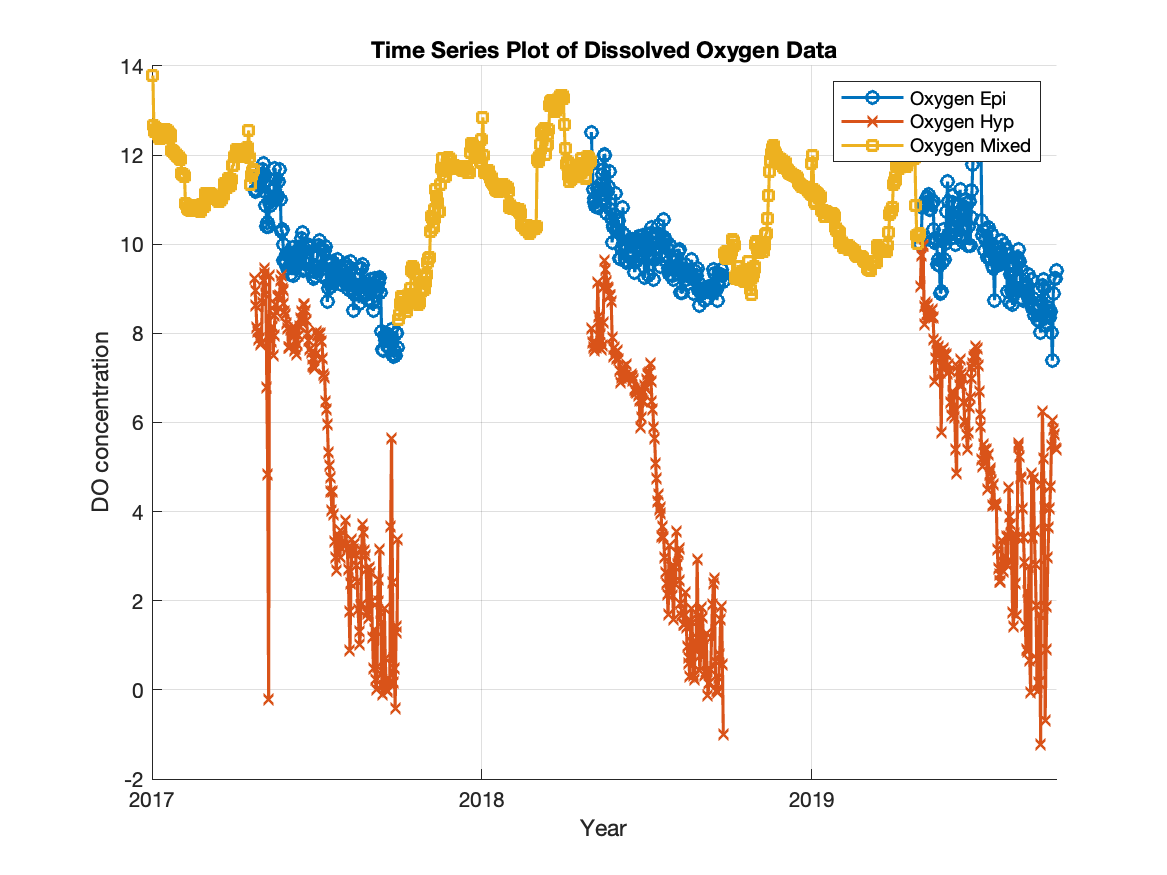 Time Series Plot of Dissolved Oxygen Data
14
12
10
8
6
4
2
0
-2
DO concentration
Oxygen Epi
Oxygen Hyp
Oxygen Mixed
2017
2018
2019
Year